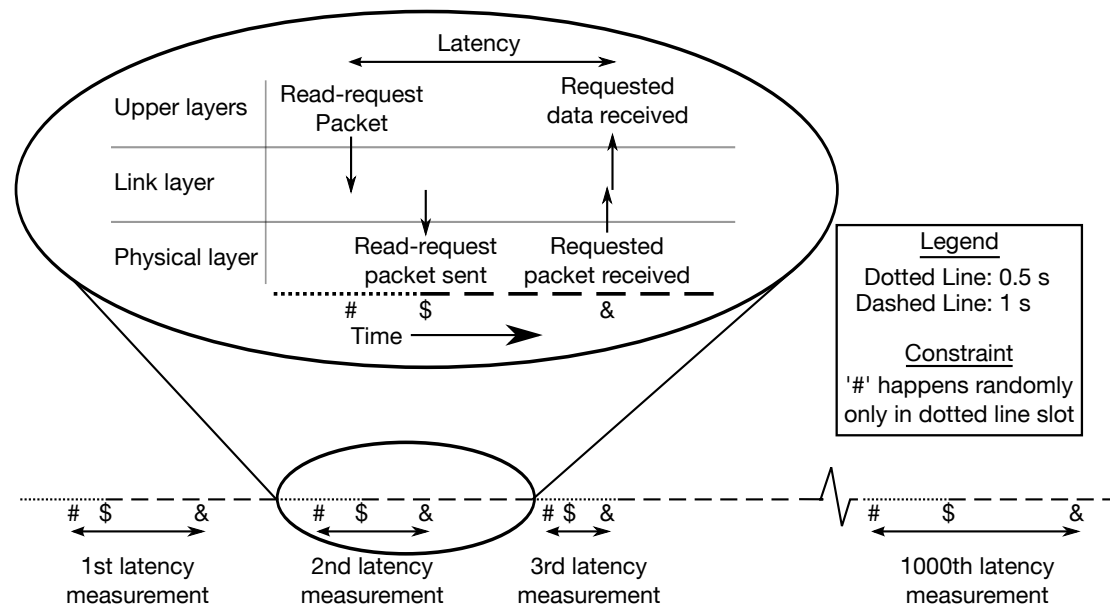 Latency
Upper layers
Read-request
Packet
Requested
data received
Link layer
Physical layer
Read-request
packet sent
Requested
packet received
# $ &
Time
Legend
Dotted Line: 0.5 s
Dashed Line: 1 s
Constraint
'#' happens randomly
only in dotted line slot
# $ &
# $ &
# $ &
# $ &
1st latency
measurement
2nd latency
measurement
3rd latency
measurement
1000th latency
measurement